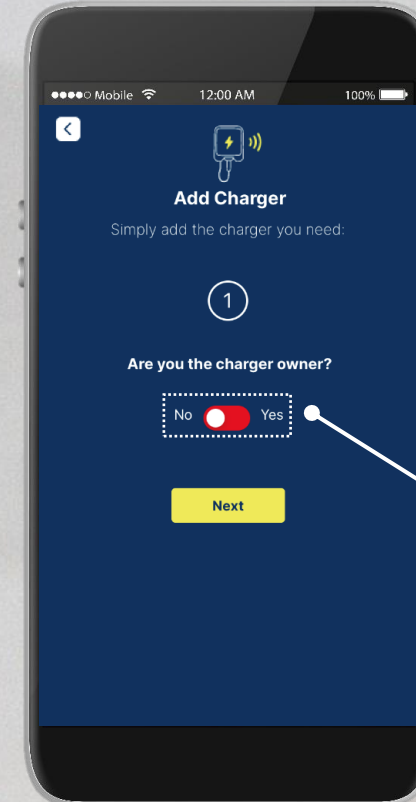 Mobile 12:00 AM 100%
Add Charger
Simply add the charger you need:
1
Are you the charger owner?
No Yes
Next